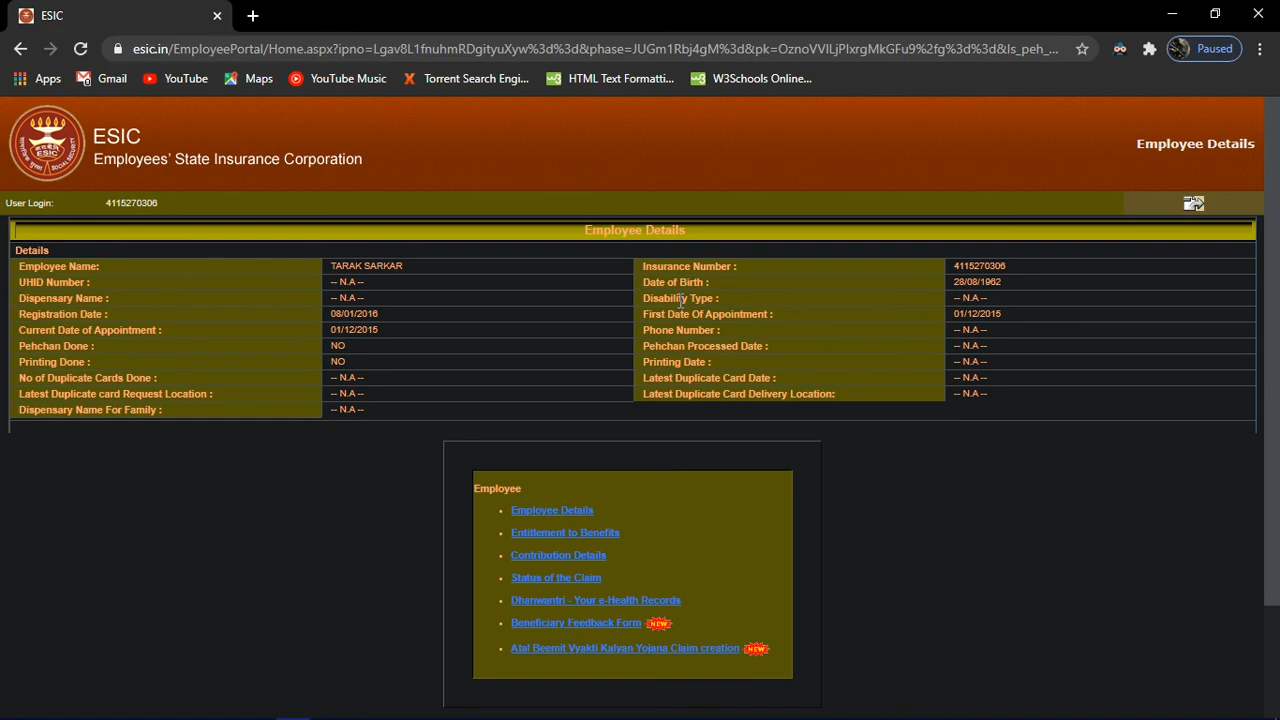 ESIC
esic.in/EmployeePortal/Home.aspx?ipno=Lgav8L1fnuhmRDgityuXyw%3d%3d&phase=JUGm1Rbj4gM%3d&pk=OznoVVILjPIxrgMkGFu9%2fg%3d%3d&ls_peh_...
Paused
Apps Gmail YouTube Maps YouTube Music Torrent Search Engi... HTML Text Formatti... W3Schools Online...
ESIC
Employees' State Insurance Corporation
Employee Details
User Login: 4115270306
Employee Details
Details
Employee Name: TARAK SARKAR Insurance Number : 4115270306
UHID Number : -- N.A -- Date of Birth : 28/08/1962
Dispensary Name : -- N.A -- Disability Type : -- N.A --
Registration Date : 08/01/2016 First Date Of Appointment : 01/12/2015
Current Date of Appointment : 01/12/2015 Phone Number : -- N.A --
Pehchan Done : NO Pehchan Processed Date : -- N.A --
Printing Done : NO Printing Date : -- N.A --
No of Duplicate Cards Done : -- N.A -- Latest Duplicate Card Date : -- N.A --
Latest Duplicate card Request Location : -- N.A -- Latest Duplicate Card Delivery Location: -- N.A --
Dispensary Name For Family : -- N.A --
Employee
Employee Details
Entitlement to Benefits
Contribution Details
Status of the Claim
Dhanwantri - Your e-Health Records
Beneficiary Feedback Form NEW
Atal Beemit Vyakti Kalyan Yojana Claim creation NEW